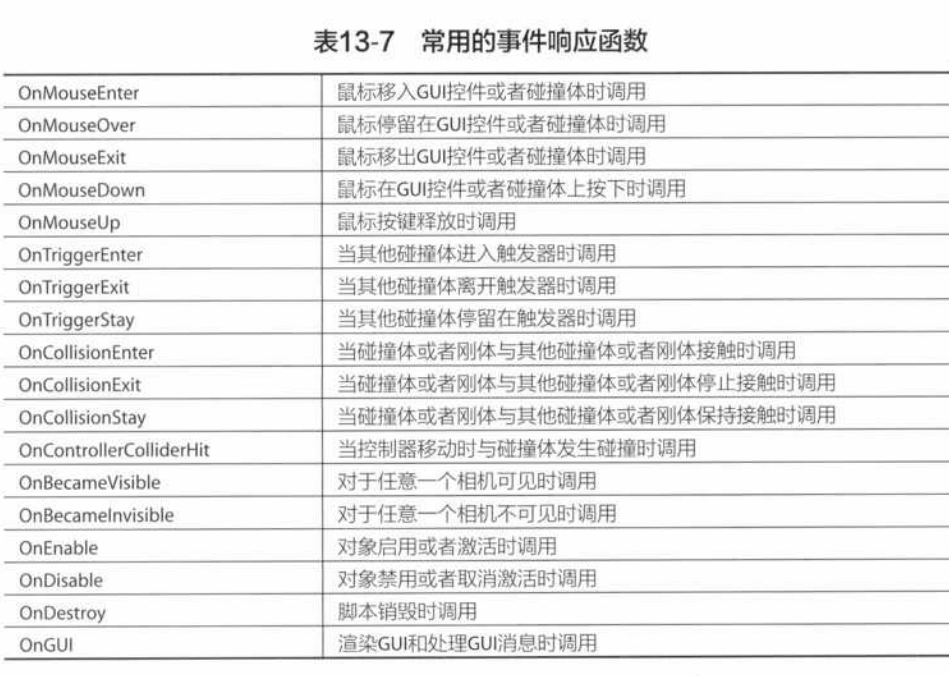 表13-7 常用的事件响应函数
OnMouseEnter 鼠标移入GUI控件或者碰撞体时调用
OnMouseOver 鼠标停留在GUI控件或者碰撞体时调用
OnMouseExit 鼠标移出GUI控件或者碰撞体时调用
OnMouseDown 鼠标在GUI控件或者碰撞体上按下时调用
OnMouseUp 鼠标按键释放时调用
OnTriggerEnter 当其他碰撞体进入触发器时调用
OnTriggerExit 当其他碰撞体离开触发器时调用
OnTriggerStay 当其他碰撞体停留在触发器时调用
OnCollisionEnter 当碰撞体或者刚体与其他碰撞体或者刚体接触时调用
OnCollisionExit 当碰撞体或者刚体与其他碰撞体或者刚体停止接触时调用
OnCollisionStay 当碰撞体或者刚体与其他碰撞体或者刚体保持接触时调用
OnControllerColliderHit 当控制器移动时与碰撞体发生碰撞时调用
OnBecameVisible 对于任意一个相机可见时调用
OnBecameInvisible 对于任意一个相机不可见时调用
OnEnable 对象启用或者激活时调用
OnDisable 对象禁用或者取消激活时调用
OnDestroy 脚本销毁时调用
OnGUI 渲染GUI和处理GUI消息时调用